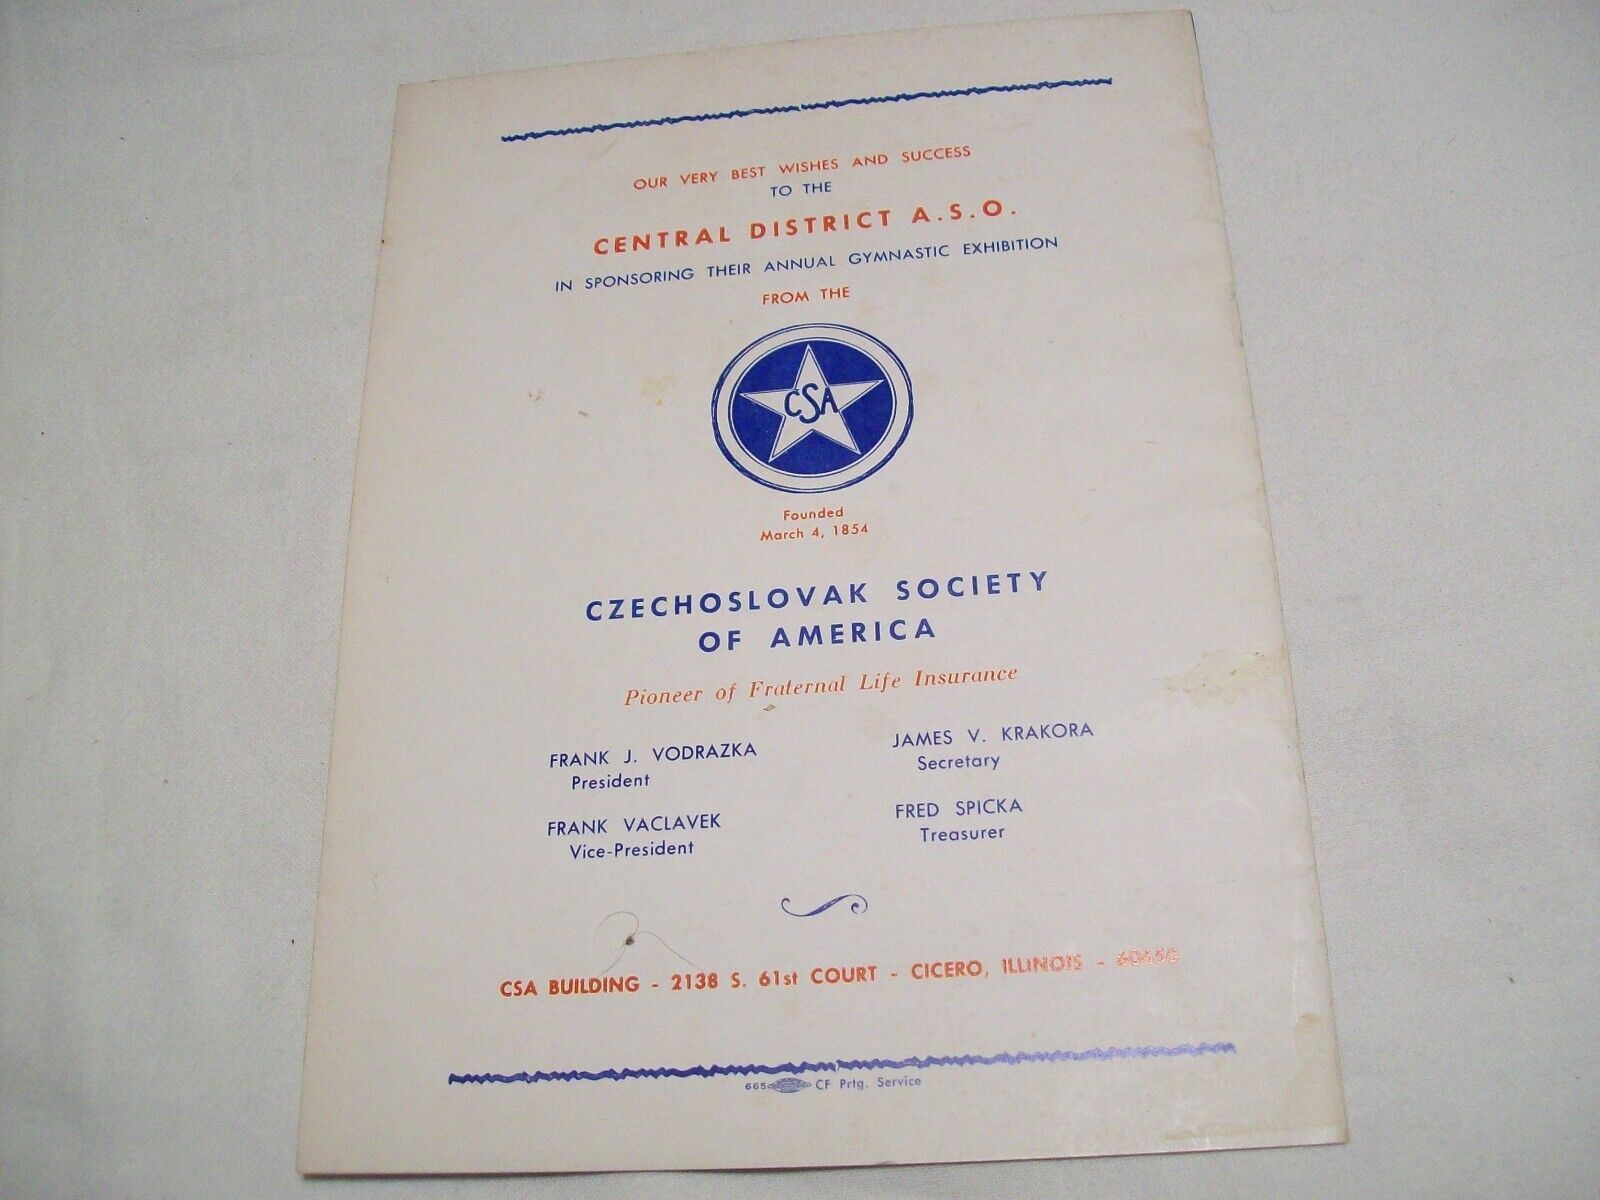 OUR VERY BEST WISHES AND SUCCESS
TO THE
CENTRAL DISTRICT A.S.O.
IN SPONSORING THEIR ANNUAL GYMNASTIC EXHIBITION
FROM THE
CSA
Founded
March 4, 1854
CZECHOSLOVAK SOCIETY
OF AMERICA
Pioneer of Fraternal Life Insurance
FRANK J. VODRAZKA
President
JAMES V. KRAKORA
Secretary
FRANK VACLAVEK
Vice-President
FRED SPICKA
Treasurer
CSA BUILDING - 2138 S. 61st COURT - CICERO, ILLINOIS - 60650
665 CF Prtg. Service